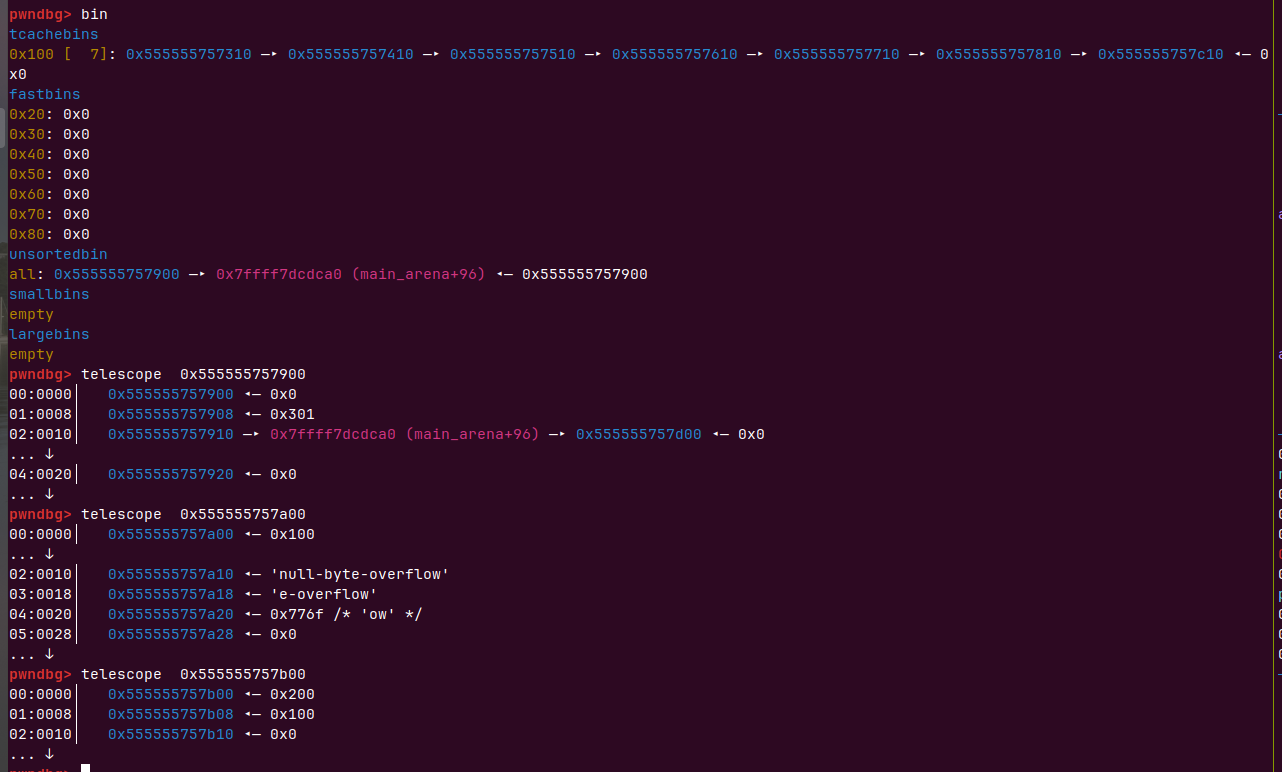 pwndbg> bin
tcachebins
0x100 [  7]: 0x555555757310 —▸ 0x555555757410 —▸ 0x555555757510 —▸ 0x555555757610 —▸ 0x555555757710 —▸ 0x555555757810 —▸ 0x555555757c10 ◂— 0
x0
fastbins
0x20: 0x0
0x30: 0x0
0x40: 0x0
0x50: 0x0
0x60: 0x0
0x70: 0x0
0x80: 0x0
unsortedbin
all: 0x555555757900 —▸ 0x7ffff7dcdca0 (main_arena+96) ◂— 0x555555757900
smallbins
empty
largebins
empty
pwndbg> telescope  0x555555757900
00:0000│   0x555555757900 ◂— 0x0
01:0008│   0x555555757908 ◂— 0x301
02:0010│   0x555555757910 —▸ 0x7ffff7dcdca0 (main_arena+96) —▸ 0x555555757d00 ◂— 0x0
... ↓
04:0020│   0x555555757920 ◂— 0x0
... ↓
pwndbg> telescope  0x555555757a00
00:0000│   0x555555757a00 ◂— 0x100
... ↓
02:0010│   0x555555757a10 ◂— 'null-byte-overflow'
03:0018│   0x555555757a18 ◂— 'e-overflow'
04:0020│   0x555555757a20 ◂— 0x776f /* 'ow' */
05:0028│   0x555555757a28 ◂— 0x0
... ↓
pwndbg> telescope  0x555555757b00
00:0000│   0x555555757b00 ◂— 0x200
01:0008│   0x555555757b08 ◂— 0x100
02:0010│   0x555555757b10 ◂— 0x0
... ↓